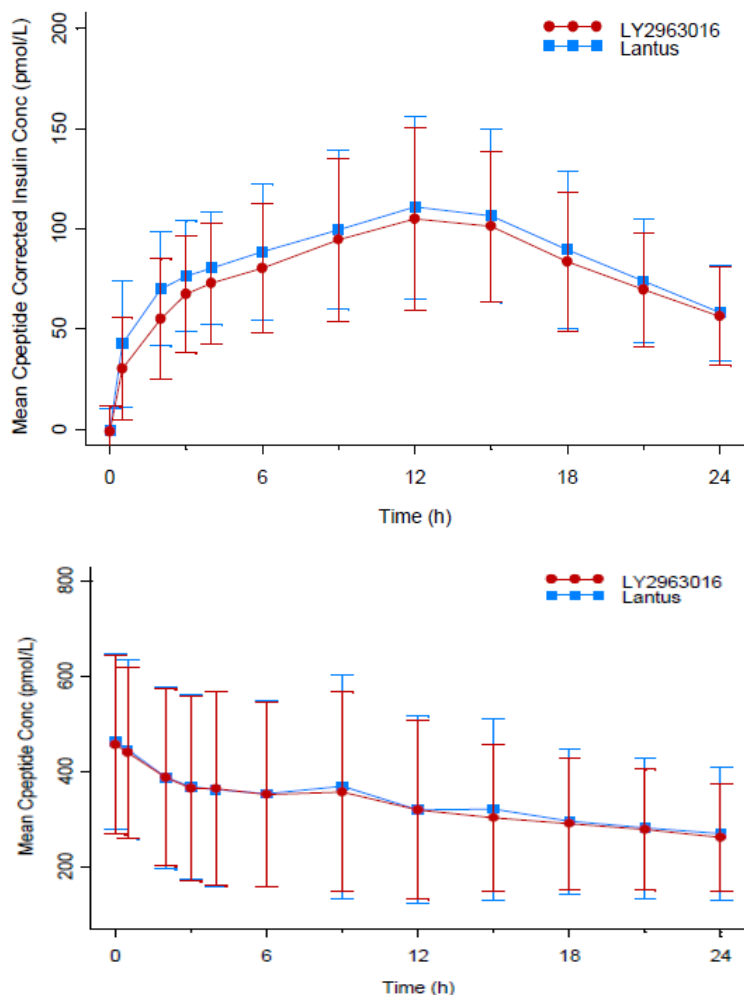 Mean Cpeptide Corrected Insulin Conc (pmol/L)
200
150
100
50
0
LY2963016
Lantus
0 6 12 18 24
Time (h)
Mean Cpeptide Conc (pmol/L)
800
600
400
200
LY2963016
Lantus
0 6 12 18 24
Time (h)